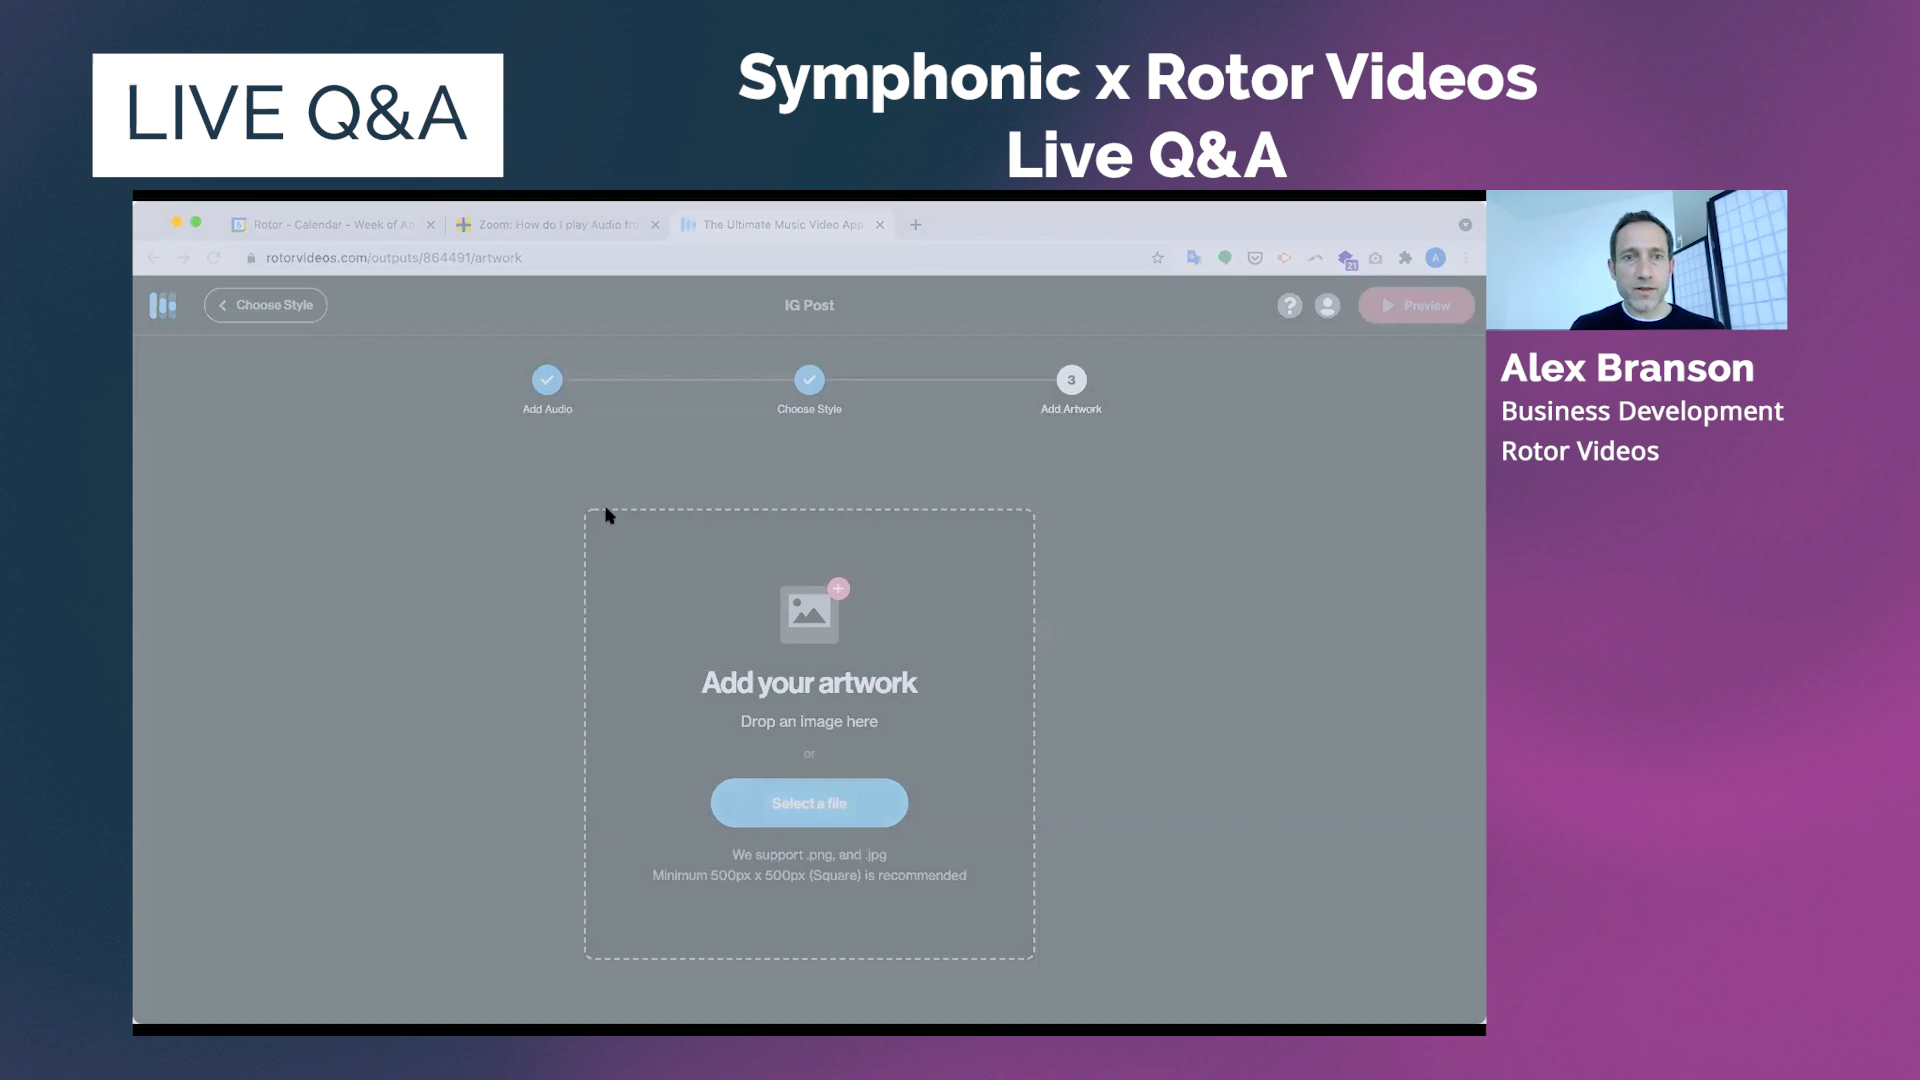 LIVE Q&A
Symphonic x Rotor Videos
Live Q&A
Rotor - Calendar - Week of Ap
Zoom: How do I play Audio fro
The Ultimate Music Video App
rotorvideos.com/outputs/864491/artwork
21
A
Choose Style
IG Post
?
Preview
3
Add Audio
Choose Style
Add Artwork
Add your artwork
Drop an image here
or
Select a file
We support .png, and .jpg
Minimum 500px x 500px (Square) is recommended
Alex Branson
Business Development
Rotor Videos